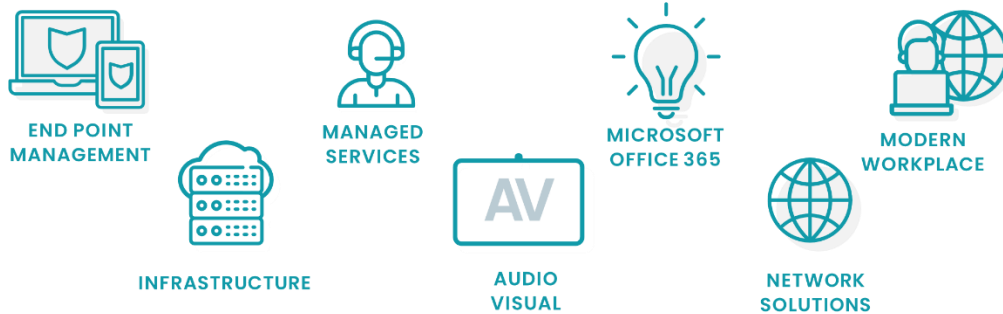 END POINT
MANAGEMENT
MANAGED
SERVICES
MICROSOFT
OFFICE 365
MODERN
WORKPLACE
INFRASTRUCTURE
AV
AUDIO
VISUAL
NETWORK
SOLUTIONS